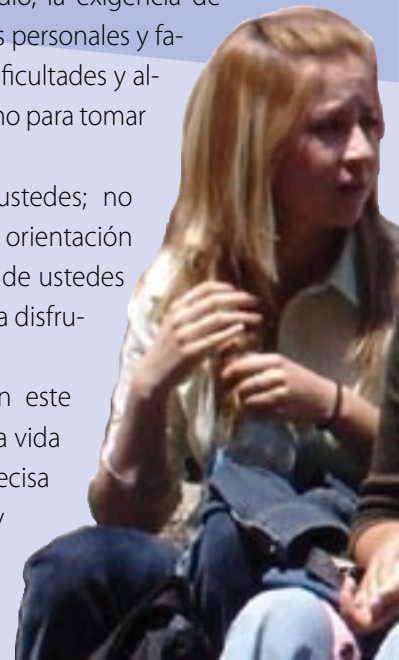 dio, la exigencia de
s personales y fa-
ficultades y al-
no para tomar
ustedes; no
orientación
de ustedes
a disfru-
n este
a vida
ecisa
y